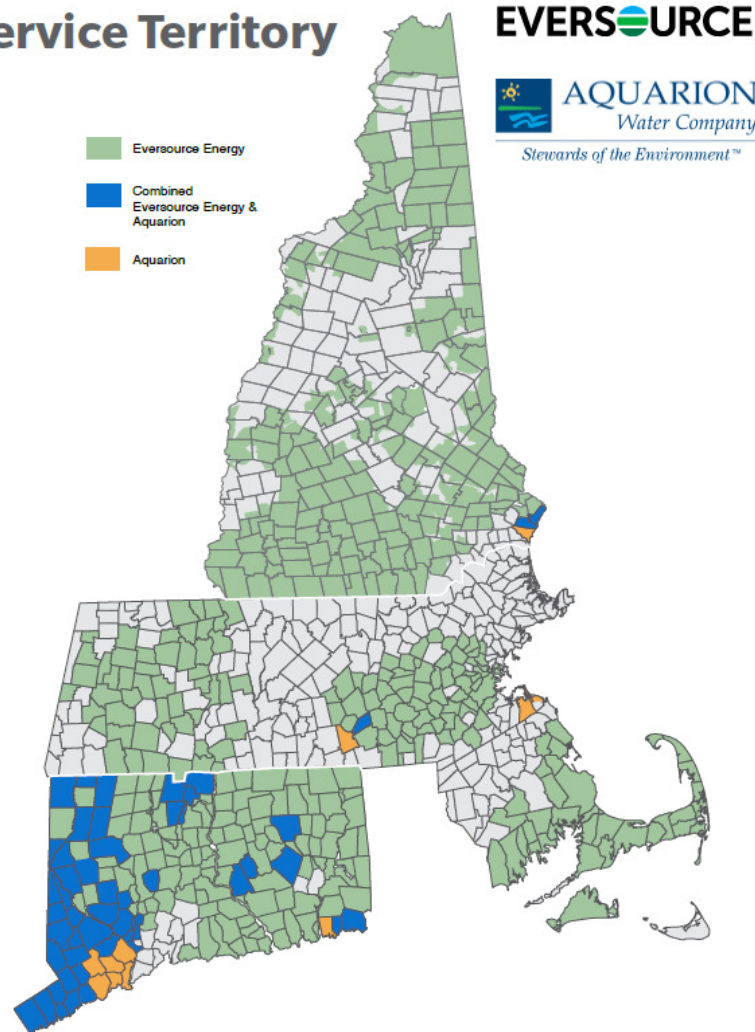 ervice Territory
EVERSOURCE
AQUARION
Water Company
Stewards of the Environment™
Eversource Energy
Combined
Eversource Energy &
Aquarion
Aquarion